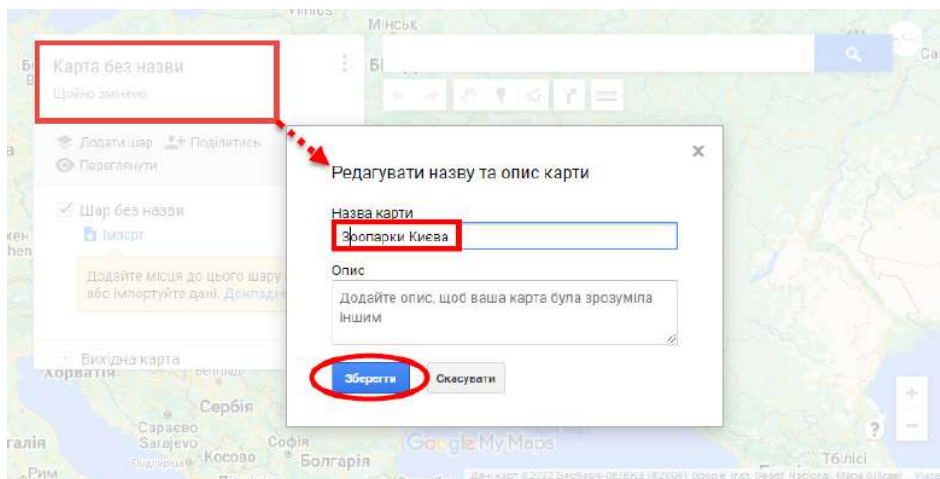 Vilnius
Мінськ
Карта без назви
Щойно змінено
Додати шар Поділитись
Переглянути
Шар без назви
Імпорт
Додайте місця до цього шару
або імпортуйте дані.
Вихідна карта
Редагувати назву та опис карти
Назва карти
Зоопарки Києва
Опис
Додайте опис, щоб ваша карта була зрозуміла
іншим
Зберегти Скасувати
Хорватія
Сербія
Сараєво
Sarajevo
Косово
Софія
Болгарія
Рим
Google My Maps
Тбілісі